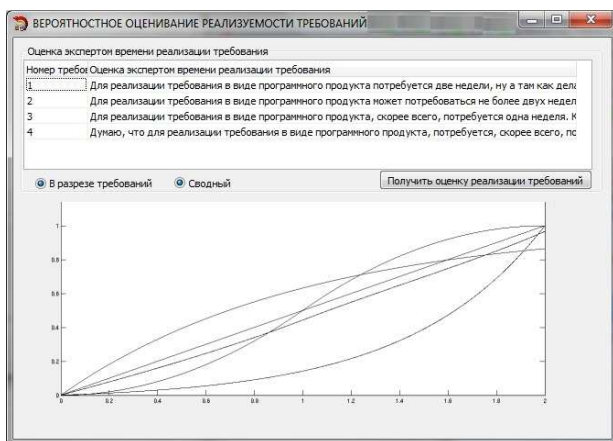 ВЕРОЯТНОСТНОЕ ОЦЕНИВАНИЕ РЕАЛИЗУЕМОСТИ ТРЕБОВАНИЙ
Оценка экспертом времени реализации требования
Номер требов Оценка экспертом времени реализации требования
1 Для реализации требования в виде программного продукта потребуется две недели, ну а там как дела
2 Для реализации требования в виде программного продукта может потребоваться не более двух недел
3 Для реализации требования в виде программного продукта, скорее всего, потребуется одна неделя. К
4 Думаю, что для реализации требования в виде программного продукта, потребуется, скорее всего, по
В разрезе требований Сводный Получить оценку реализации требований
1
0.8
0.6
0.4
0.2
0
0 0.2 0.4 0.6 0.8 1 1.2 1.4 1.6 1.8 2